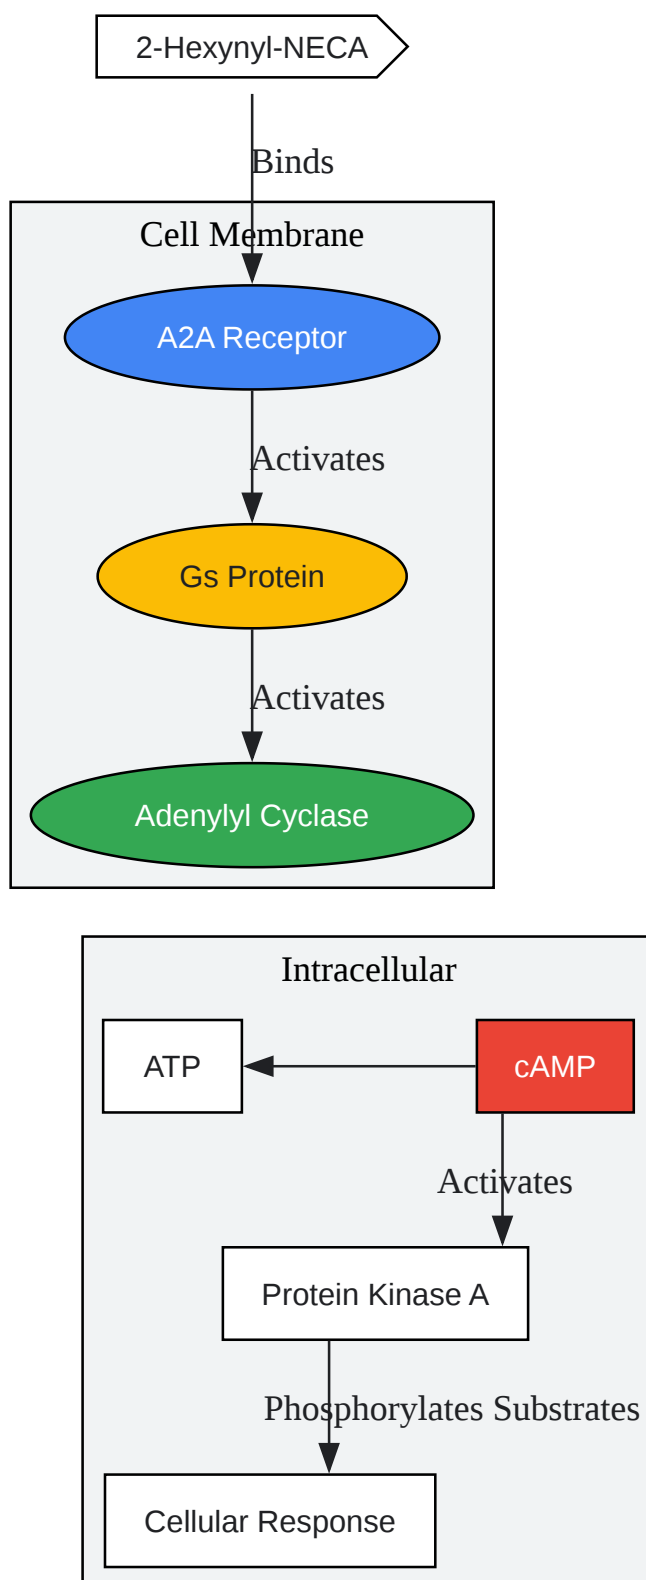 2-Hexynyl-NECA
Binds
Cell Membrane
A2A Receptor
Activates
Gs Protein
Activates
Adenylyl Cyclase
Intracellular
ATP
cAMP
Activates
Protein Kinase A
Phosphorylates Substrates
Cellular Response